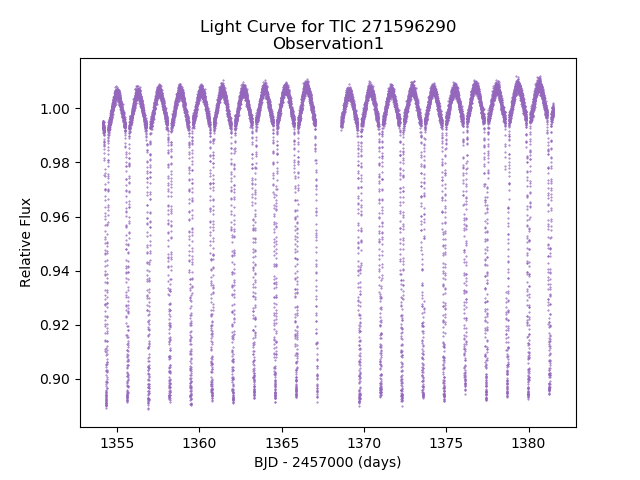 Light Curve for TIC 271596290
Observation1
1.00
0.98
0.96
0.94
0.92
0.90
Relative Flux
1355 1360 1365 1370 1375 1380
BJD - 2457000 (days)